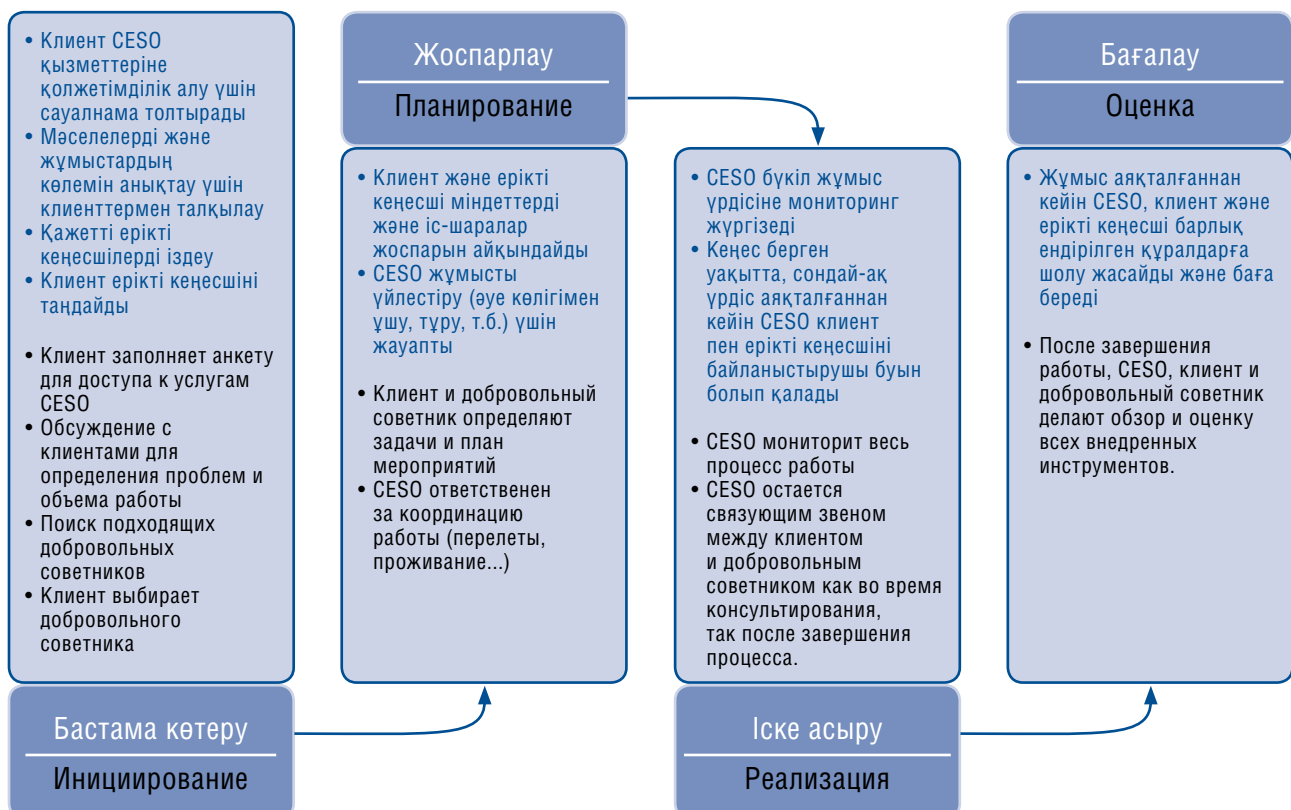 • Клиент CESO
қызметтеріне
қолжетімділік алу үшін
сауалнама толтырады
• Мәселелерді және
жұмыстардың
көлемін анықтау үшін
клиенттермен талқылау
• Қажетті ерікті
кеңесшілерді іздеу
• Клиент ерікті кеңесшіні
таңдайды
• Клиент заполняет анкету
для доступа к услугам
CESO
• Обсуждение с
клиентами для
определения проблем и
объема работы
• Поиск подходящих
добровольных
советников
• Клиент выбирает
добровольного
советника
Бастама көтеру
Инициирование
Жоспарлау
Планирование
• Клиент және ерікті
кеңесші міндеттерді
және іс-шаралар
жоспарын айқындайды
• CESO жұмысты
үйлестіру (әуе көлігімен
ұшу, тұру, т.б.) үшін
жауапты
• Клиент и добровольный
советник определяют
задачи и план
мероприятий
• CESO ответственен
за координацию
работы (перелеты,
проживание...)
• CESO бүкіл жұмыс
үрдісіне мониторинг
жүргізеді
• Кеңес берген
уақытта, сондай-ақ
үрдіс аяқталғаннан
кейін CESO клиент
пен ерікті кеңесшіні
байланыстырушы буын
болып қалады
• CESO мониторит весь
процесс работы
• CESO остается
связующим звеном
между клиентом
и добровольным
советником как во время
консультирования,
так после завершения
процесса.
Іске асыру
Реализация
Бағалау
Оценка
• Жұмыс аяқталғаннан
кейін CESO, клиент және
ерікті кеңесші барлық
ендірілген құралдарға
шолу жасайды және баға
береді
• После завершения
работы, CESO, клиент и
добровольный советник
делают обзор и оценку
всех внедренных
инструментов.